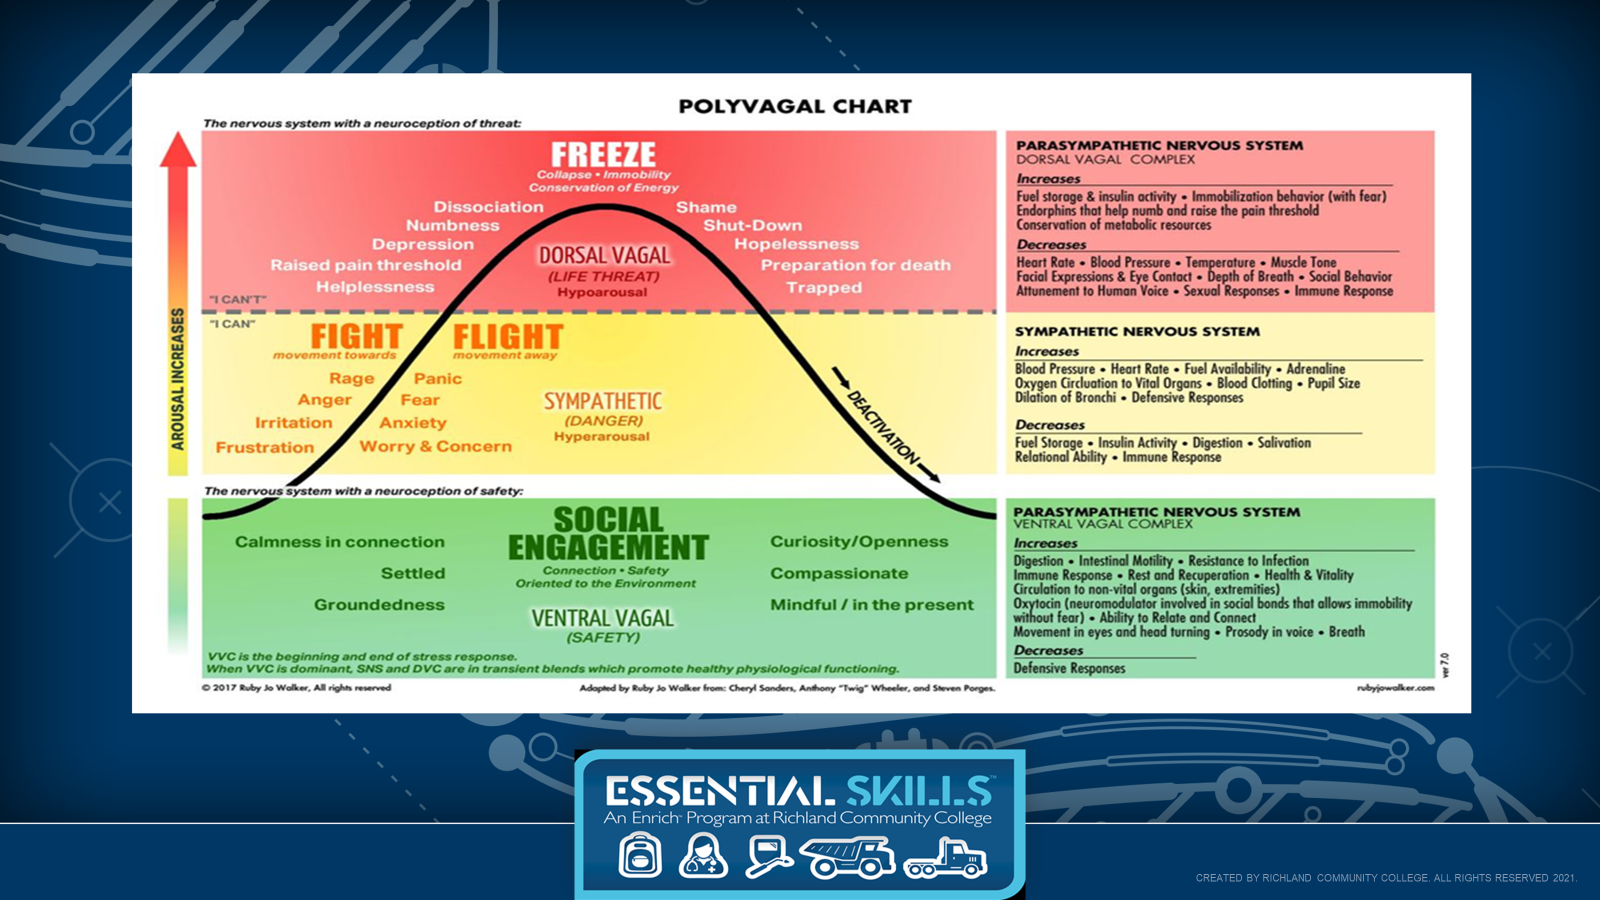 POLYVAGAL CHART
The nervous system with a neuroception of threat:
FREEZE
Collapse • Immobility
Conservation of Energy
Dissociation
Numbness
Depression
Raised pain threshold
Helplessness
Shame
Shut-Down
Hopelessness
Preparation for death
Trapped
DORSAL VAGAL
(LIFE THREAT)
Hypoarousal
"I CAN'T"
"I CAN"
AROUSAL INCREASES
FIGHT
movement towards
FLIGHT
movement away
Rage
Anger
Irritation
Frustration
Panic
Fear
Anxiety
Worry & Concern
SYMPATHETIC
(DANGER)
Hyperarousal
DEACTIVATION
The nervous system with a neuroception of safety:
SOCIAL
ENGAGEMENT
Connection • Safety
Oriented to the Environment
Calmness in connection
Settled
Groundedness
Curiosity/Openness
Compassionate
Mindful / in the present
VENTRAL VAGAL
(SAFETY)
VVC is the beginning and end of stress response.
When VVC is dominant, SNS and DVC are in transient blends which promote healthy physiological functioning.
PARASYMPATHETIC NERVOUS SYSTEM
DORSAL VAGAL COMPLEX
Increases
Fuel storage & insulin activity • Immobilization behavior (with fear)
Endorphins that help numb and raise the pain threshold
Conservation of metabolic resources
Decreases
Heart Rate • Blood Pressure • Temperature • Muscle Tone
Facial Expressions & Eye Contact • Depth of Breath • Social Behavior
Attunement to Human Voice • Sexual Responses • Immune Response
SYMPATHETIC NERVOUS SYSTEM
Increases
Blood Pressure • Heart Rate • Fuel Availability • Adrenaline
Oxygen Circluation to Vital Organs • Blood Clotting • Pupil Size
Dilation of Bronchi • Defensive Responses
Decreases
Fuel Storage • Insulin Activity • Digestion • Salivation
Relational Ability • Immune Response
PARASYMPATHETIC NERVOUS SYSTEM
VENTRAL VAGAL COMPLEX
Increases
Digestion • Intestinal Motility • Resistance to Infection
Immune Response • Rest and Recuperation • Health & Vitality
Circulation to non-vital organs (skin, extremities)
Oxytocin (neuromodulator involved in social bonds that allows immobility
without fear) • Ability to Relate and Connect
Movement in eyes and head turning • Prosody in voice • Breath
Decreases
Defensive Responses
ver 7.0
© 2017 Ruby Jo Walker, All rights reserved
Adapted by Ruby Jo Walker from: Cheryl Sanders, Anthony "Twig" Wheeler, and Steven Porges.
rubyjowalker.com
ESSENTIAL SKILLS™
An Enrich Program at Richland Community College
CREATED BY RICHLAND COMMUNITY COLLEGE. ALL RIGHTS RESERVED 2021.